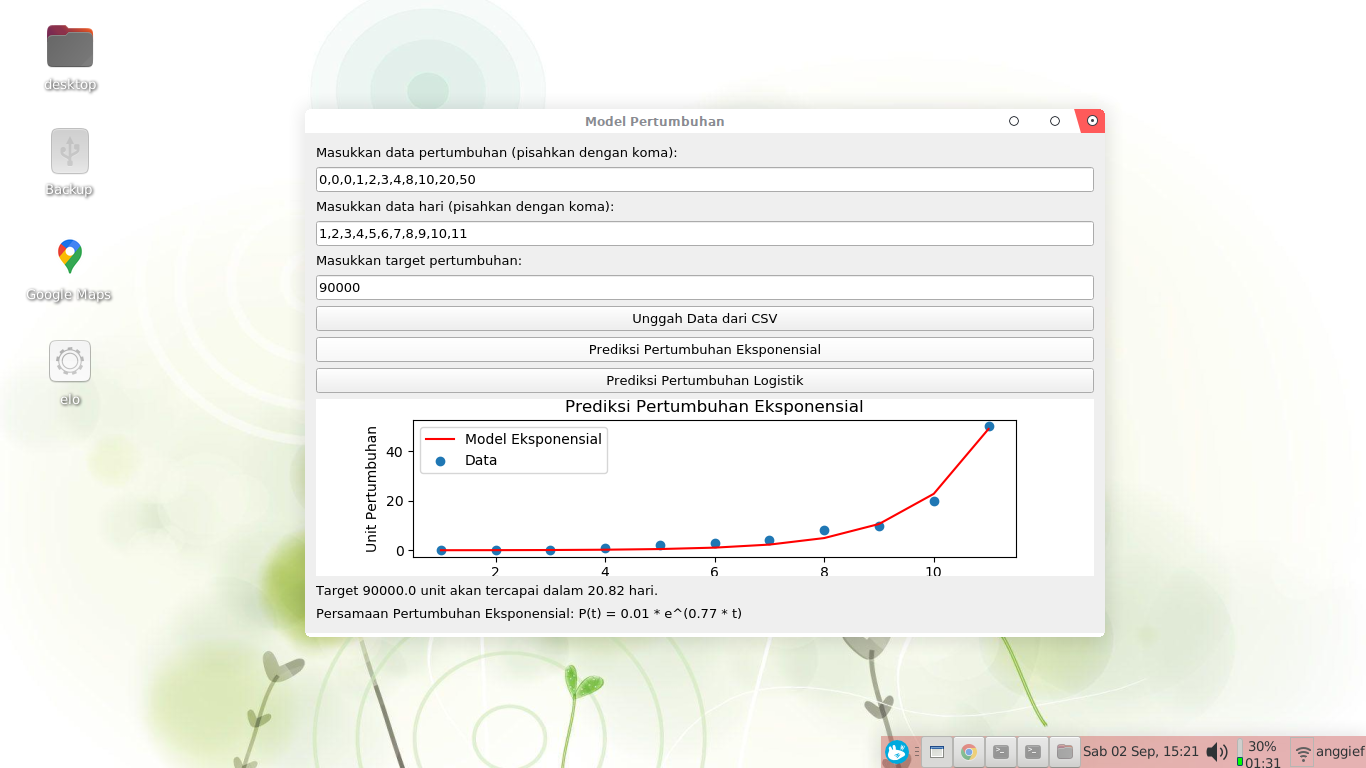 desktop
Backup
Google Maps
elo
Model Pertumbuhan
Masukkan data pertumbuhan (pisahkan dengan koma):
0,0,0,1,2,3,4,8,10,20,50
Masukkan data hari (pisahkan dengan koma):
1,2,3,4,5,6,7,8,9,10,11
Masukkan target pertumbuhan:
90000
Unggah Data dari CSV
Prediksi Pertumbuhan Eksponensial
Prediksi Pertumbuhan Logistik
Prediksi Pertumbuhan Eksponensial
Unit Pertumbuhan
40
20
0
Model Eksponensial
Data
2 4 6 8 10
Target 90000.0 unit akan tercapai dalam 20.82 hari.
Persamaan Pertumbuhan Eksponensial: P(t) = 0.01 * e^(0.77 * t)
Sab 02 Sep, 15:21
30%
01:31
anggief